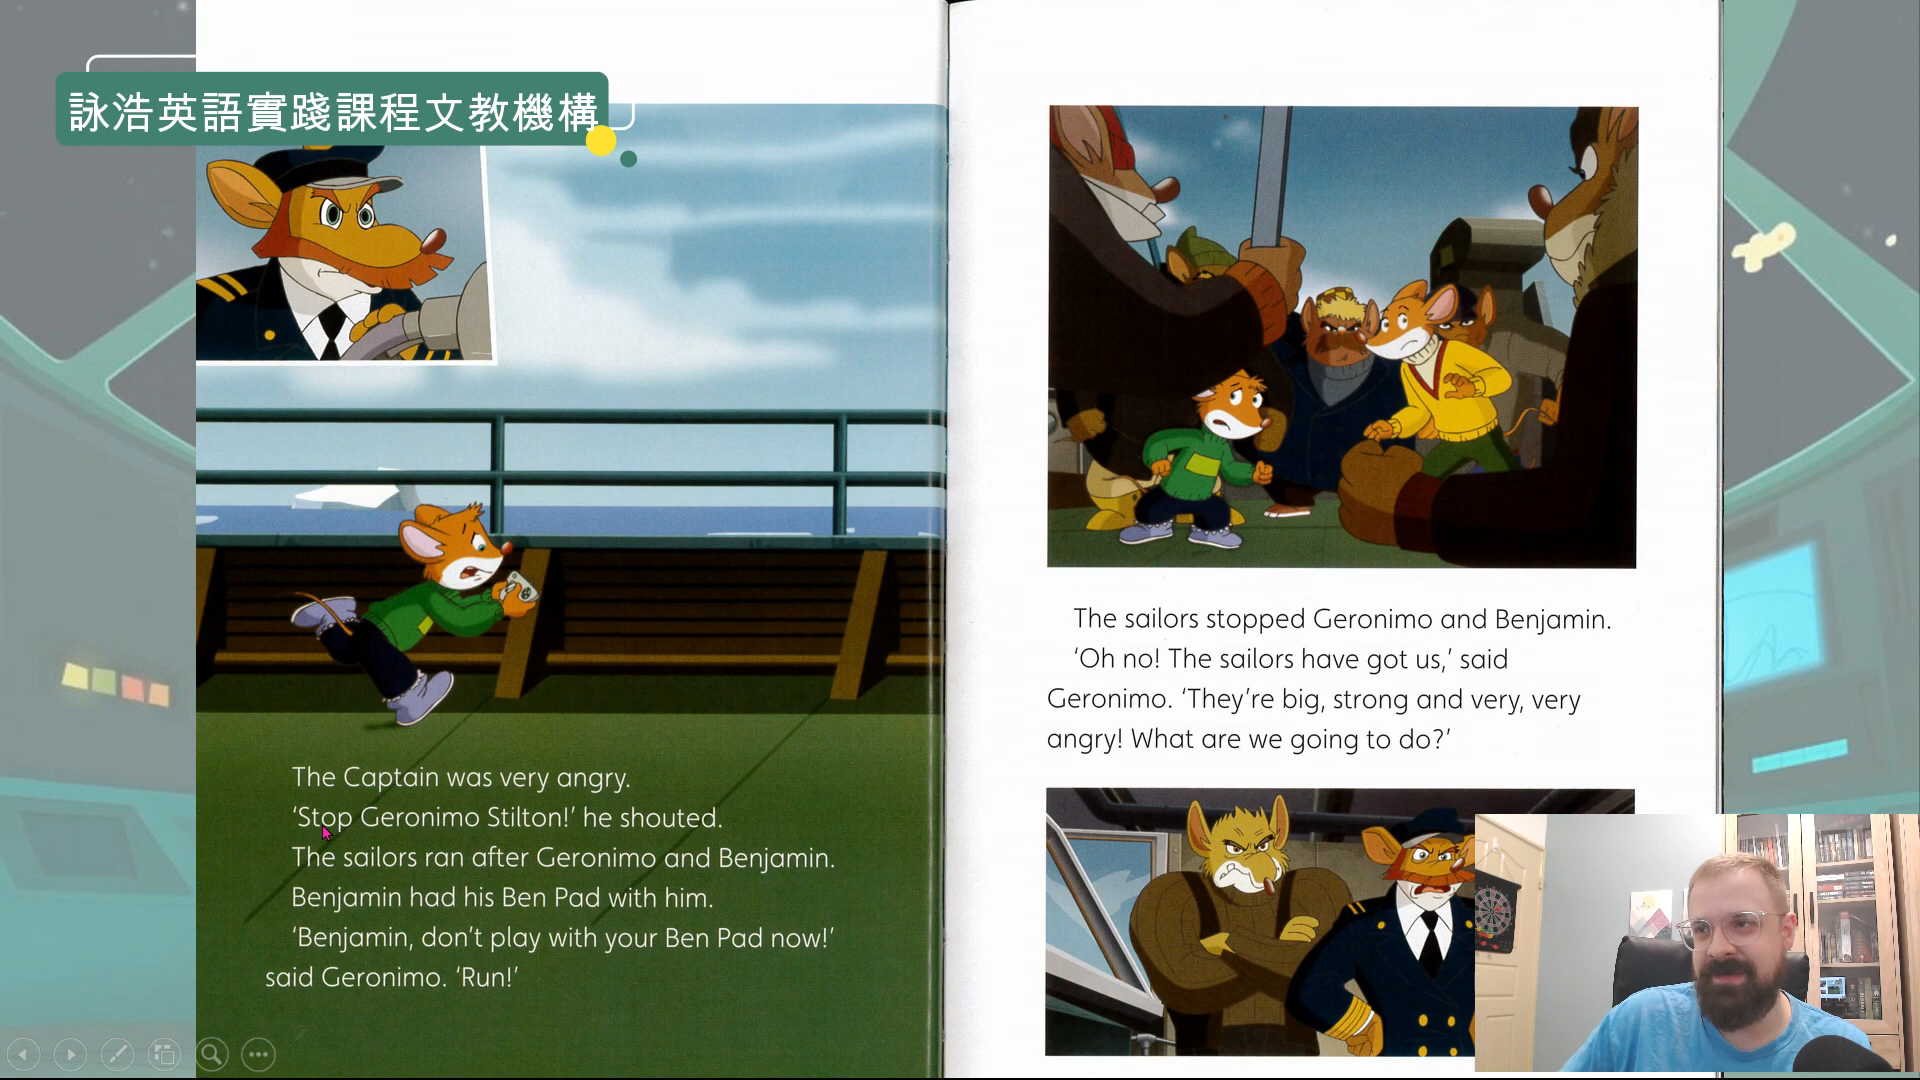 詠浩英語實踐課程文教機構
The Captain was very angry.
‘Stop Geronimo Stilton!’ he shouted.
The sailors ran after Geronimo and Benjamin.
Benjamin had his Ben Pad with him.
‘Benjamin, don’t play with your Ben Pad now!’
said Geronimo. ‘Run!’
The sailors stopped Geronimo and Benjamin.
‘Oh no! The sailors have got us,’ said
Geronimo. ‘They’re big, strong and very, very
angry! What are we going to do?’